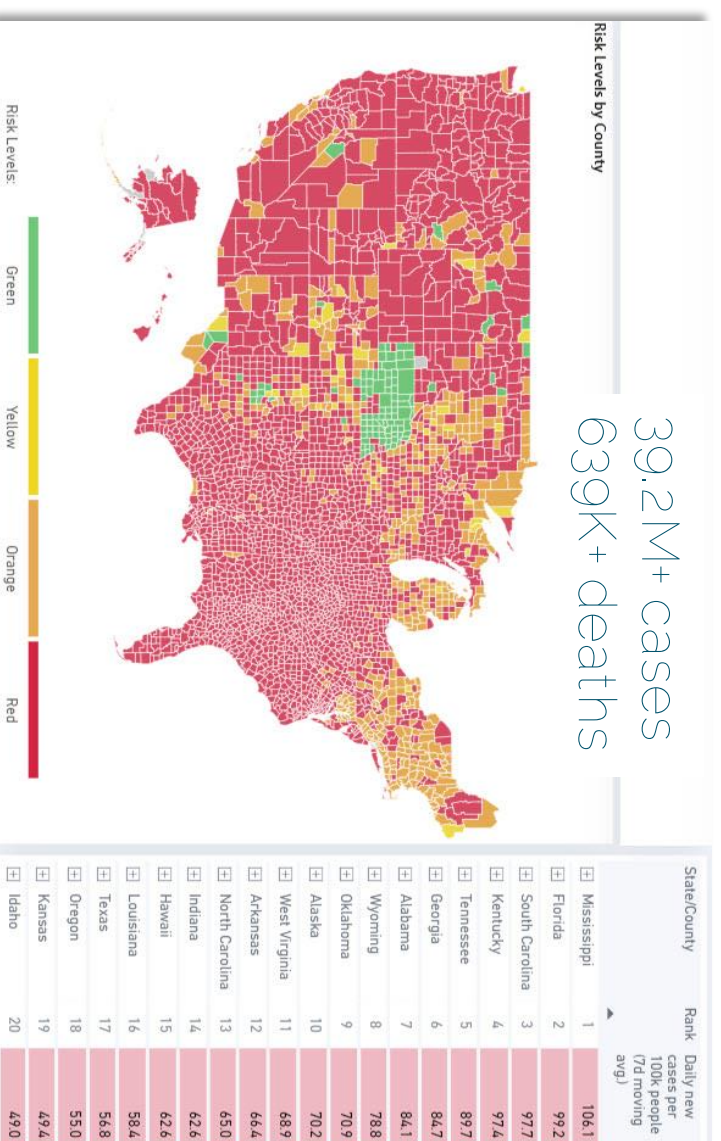 39.2M+ cases
639K+ deaths
Risk Levels by County
Risk Levels:
Green
Yellow
Orange
Red
State/County Rank Daily new
cases per
100k people
(7d moving
avg.)
Mississippi 1 106.1
Florida 2 99.2
South Carolina 3 97.7
Kentucky 4 97.4
Tennessee 5 89.7
Georgia 6 84.7
Alabama 7 84.1
Wyoming 8 78.8
Oklahoma 9 70.9
Alaska 10 70.2
West Virginia 11 68.9
Arkansas 12 66.4
North Carolina 13 65.0
Indiana 14 62.6
Hawaii 15 62.6
Louisiana 16 58.4
Texas 17 56.8
Oregon 18 55.0
Kansas 19 49.4
Idaho 20 49.0